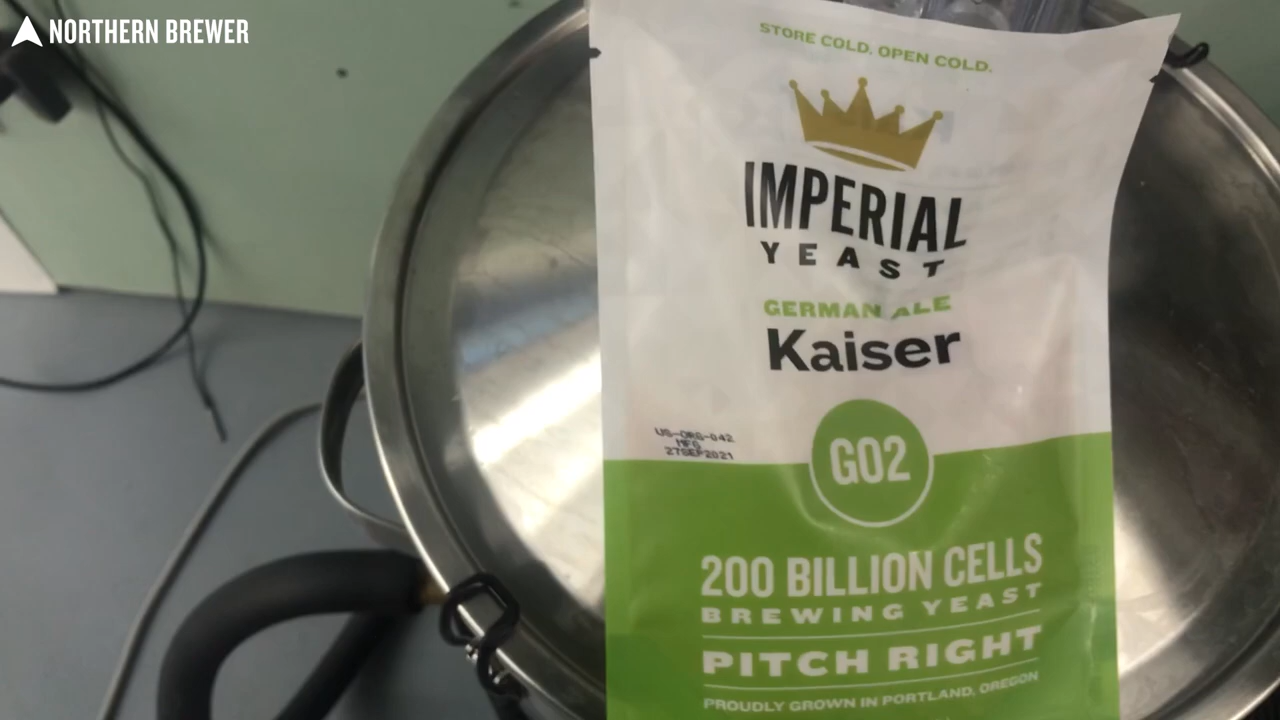 NORTHERN BREWER
STORE COLD. OPEN COLD.
IMPERIAL
YEAST
GERMAN ALE
Kaiser
US-ORG-042
MFG
27SEP2021
G02
200 BILLION CELLS
BREWING YEAST
PITCH RIGHT
PROUDLY GROWN IN PORTLAND, OREGON